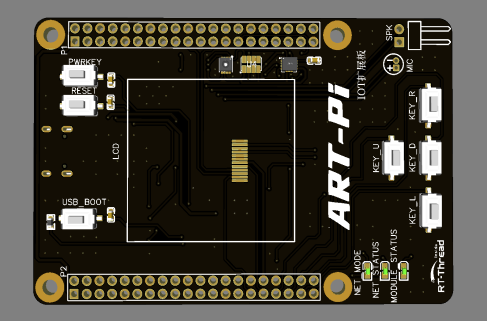 P1
SPK
PWRKEY
MIC
RESET
IOT扩展板
KEY_R
LCD
ART-Pi
KEY_U
KEY_D
USB_BOOT
KEY_L
P2
NET_MODE
NET_STATUS
MODULE_STATUS
RT-Thread